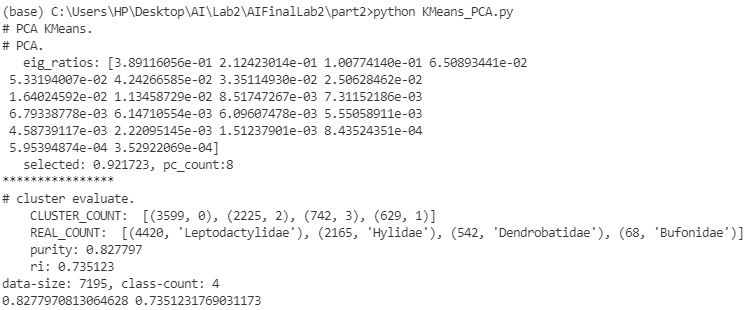 (base) C:\Users\HP\Desktop\AI\Lab2\AIFinalLab2\part2>python KMeans_PCA.py
# PCA KMeans.
# PCA.
eig_ratios: [3.89116056e-01 2.12423014e-01 1.00774140e-01 6.50893441e-02
5.33194007e-02 4.24266585e-02 3.35114930e-02 2.50628462e-02
1.64024592e-02 1.13458729e-02 8.51747267e-03 7.31152186e-03
6.79338778e-03 6.14710554e-03 6.09607478e-03 5.55058911e-03
4.58739117e-03 2.22095145e-03 1.51237901e-03 8.43524351e-04
5.95394874e-04 3.52922069e-04]
selected: 0.921723, pc_count:8
****************
# cluster evaluate.
CLUSTER_COUNT:  [(3599, 0), (2225, 2), (742, 3), (629, 1)]
REAL_COUNT:  [(4420, 'Leptodactylidae'), (2165, 'Hylidae'), (542, 'Dendrobatidae'), (68, 'Bufonidae')]
purity: 0.827797
ri: 0.735123
data-size: 7195, class-count: 4
0.8277970813064628 0.7351231769031173